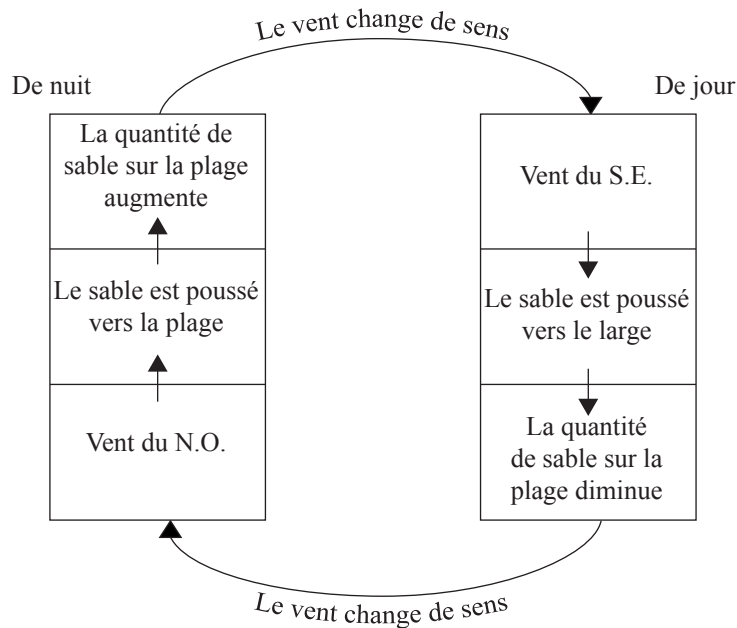 Le vent change de sens
De nuit
De jour
La quantité de
sable sur la plage
augmente
Le sable est poussé
vers la plage
Vent du N.O.
Vent du S.E.
Le sable est poussé
vers le large
La quantité
de sable sur la
plage diminue
Le vent change de sens